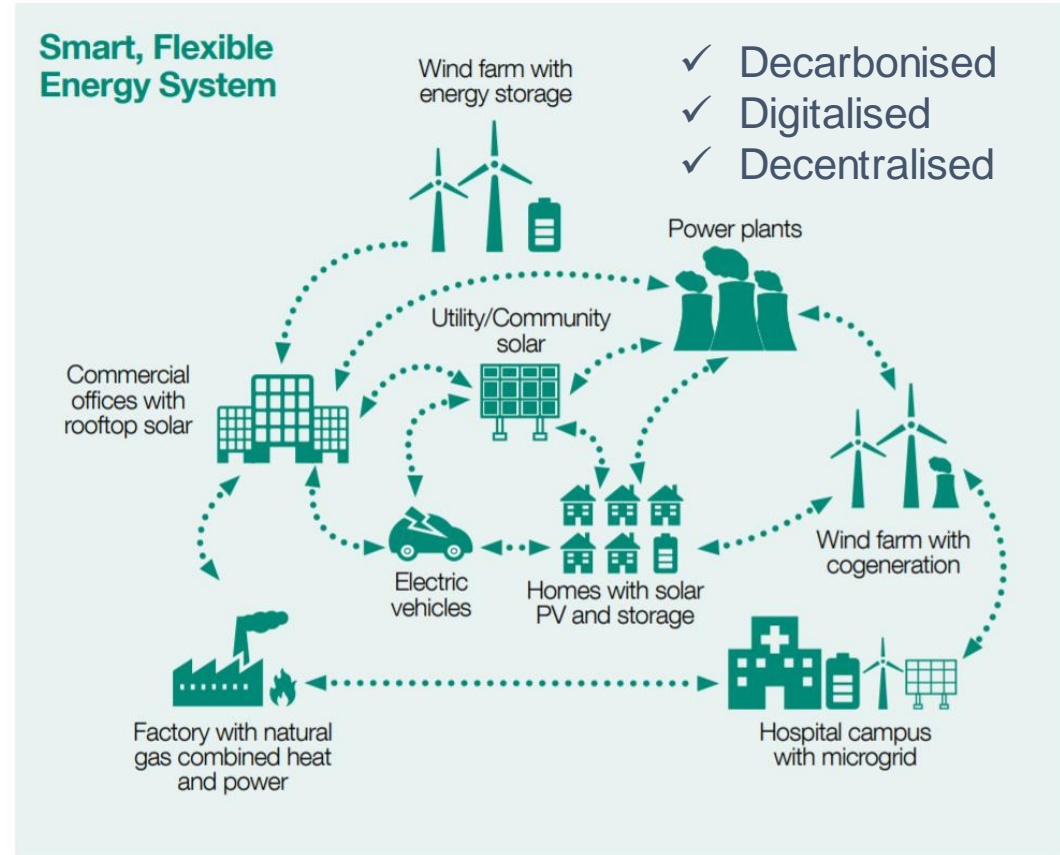 Smart, Flexible
Energy System
Wind farm with
energy storage
✓ Decarbonised
✓ Digitalised
✓ Decentralised
Power plants
Utility/Community
solar
Commercial
offices with
rooftop solar
Electric
vehicles
Homes with solar
PV and storage
Wind farm with
cogeneration
Factory with natural
gas combined heat
and power
Hospital campus
with microgrid